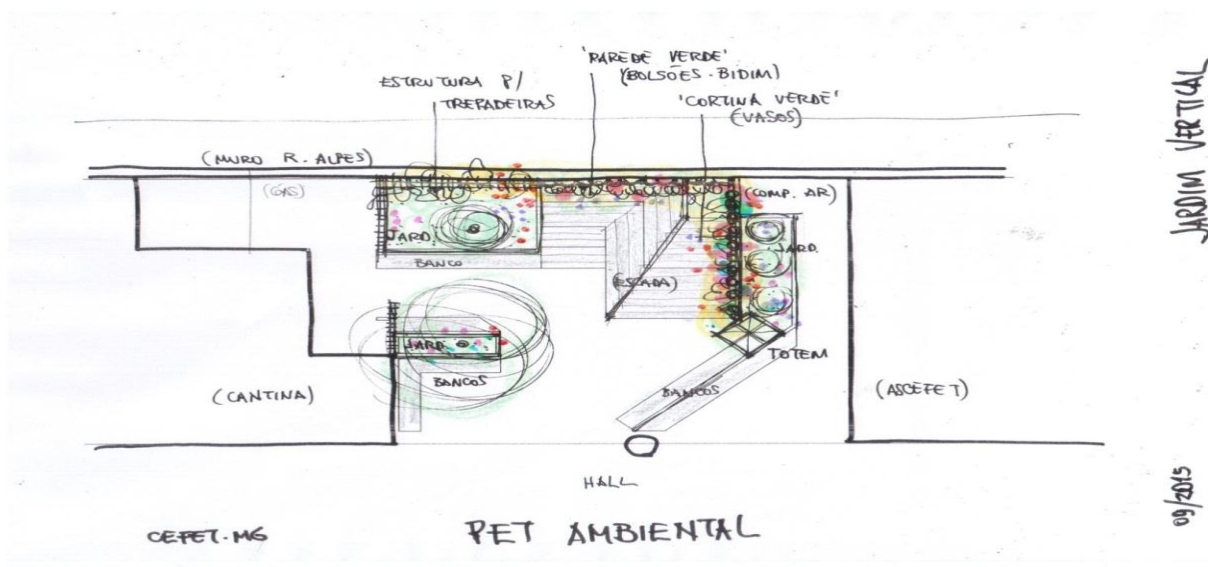 'PAREDE VERDE'
(BOLSÕES-BIDIM)
ESTRUTURA P/
TREPADEIRAS
'CORTINA VERDE'
(VASOS)
(MURO R. ALPES)
(GÁS)
(COMP. AR)
JARD.
JARD.
BANCO
(ESCADA)
JARD.
TOTEM
BANCOS
BANCOS
(CANTINA)
(ASCEFET)
HALL
CEFET-MG
PET AMBIENTAL
JARDIM VERTICAL
09/2015